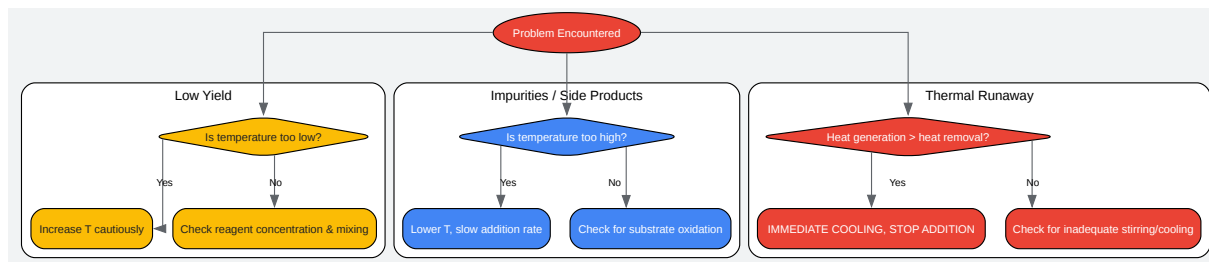 Problem Encountered
Low Yield
Impurities / Side Products
Thermal Runaway
Is temperature too low?
Is temperature too high?
Heat generation > heat removal?
Yes
No
Yes
No
Yes
No
Increase T cautiously
Check reagent concentration & mixing
Lower T, slow addition rate
Check for substrate oxidation
IMMEDIATE COOLING, STOP ADDITION
Check for inadequate stirring/cooling